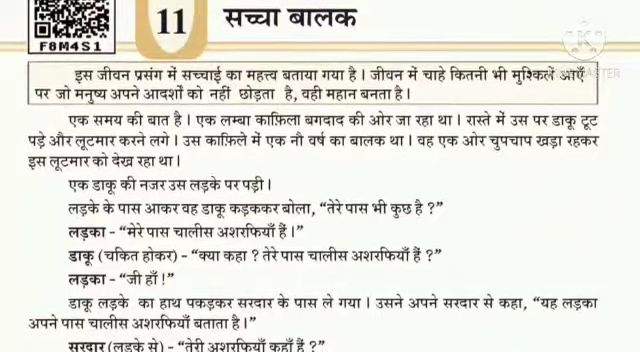 F8M4S1
11
सच्चा बालक
इस जीवन प्रसंग में सच्चाई का महत्त्व बताया गया है। जीवन में चाहे कितनी भी मुश्किलें आएँ
पर जो मनुष्य अपने आदर्शों को नहीं छोड़ता है, वही महान बनता है।
एक समय की बात है। एक लम्बा काफ़िला बगदाद की ओर जा रहा था। रास्ते में उस पर डाकू टूट
पड़े और लूटमार करने लगे। उस काफ़िले में एक नौ वर्ष का बालक था। वह एक ओर चुपचाप खड़ा रहकर
इस लूटमार को देख रहा था।
एक डाकू की नजर उस लड़के पर पड़ी।
लड़के के पास आकर वह डाकू कड़ककर बोला, “तेरे पास भी कुछ है ?”
लड़का - “मेरे पास चालीस अशरफियाँ हैं।”
डाकू (चकित होकर) - “क्या कहा ? तेरे पास चालीस अशरफियाँ हैं ?”
लड़का - “जी हाँ !”
डाकू लड़के का हाथ पकड़कर सरदार के पास ले गया। उसने अपने सरदार से कहा, “यह लड़का
अपने पास चालीस अशरफियाँ बताता है।”
सरदार (लड़के से) - “तेरी अशरफियाँ कहाँ हैं ?”